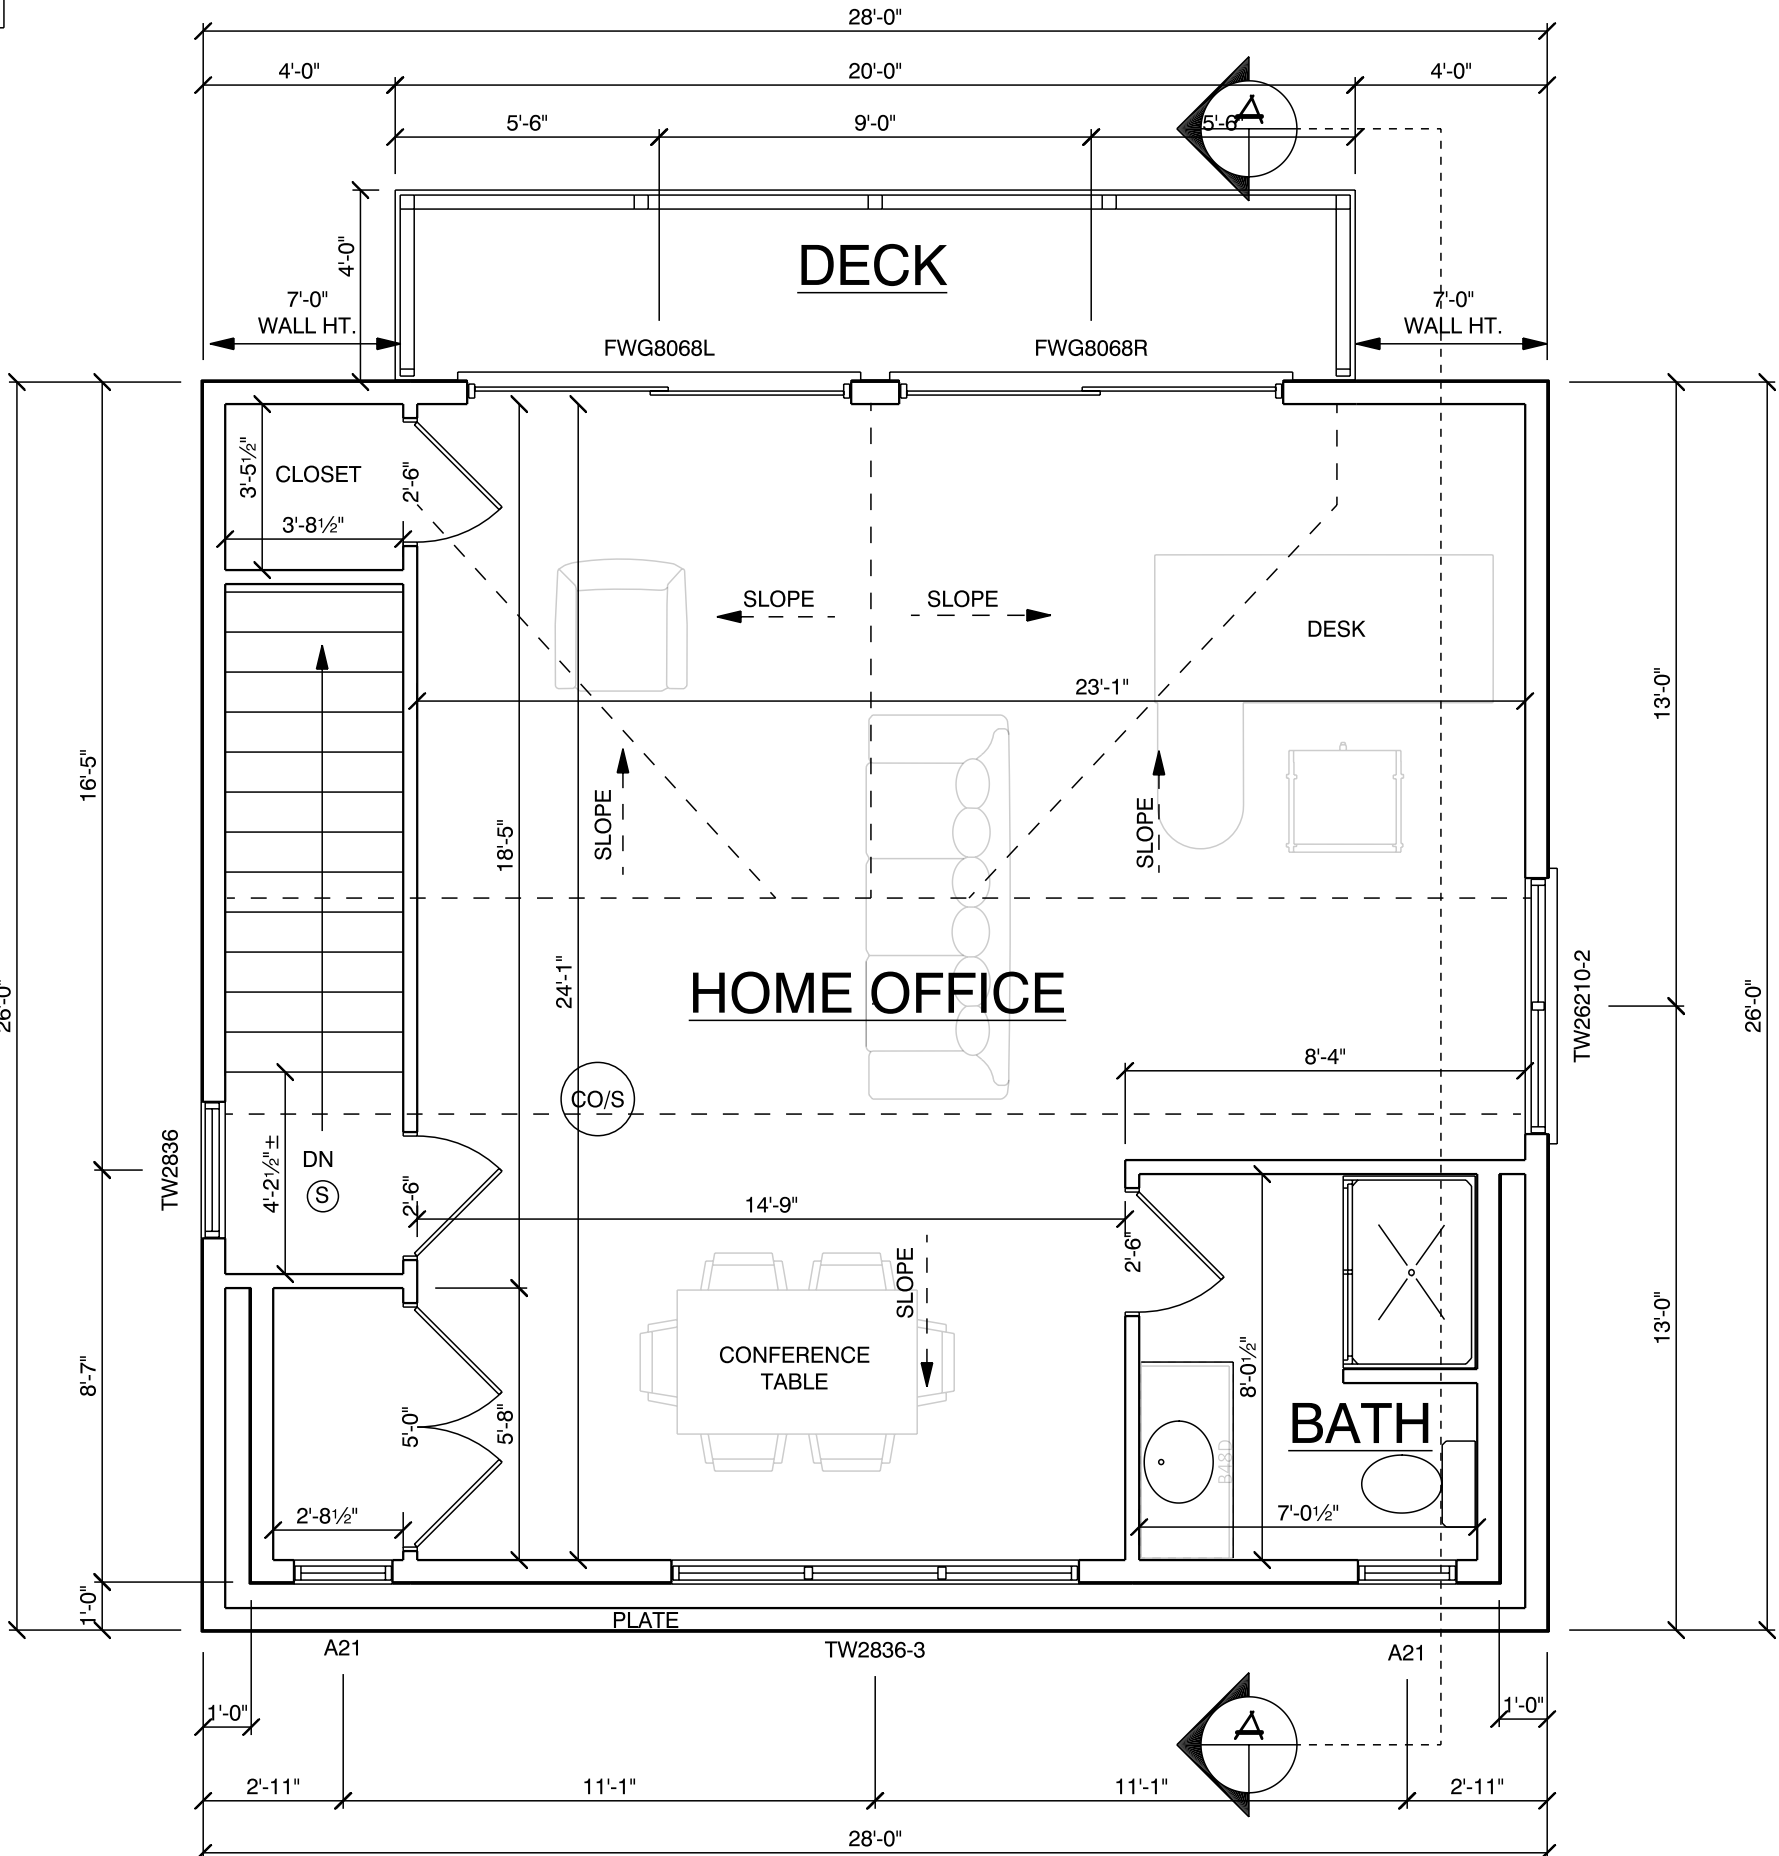 28'-0"
4'-0"
20'-0"
4'-0"
5'-6"
9'-0"
5'-6"
A
4'-0"
DECK
7'-0"
WALL HT.
7'-0"
WALL HT.
FWG8068L
FWG8068R
3'-5½"
CLOSET
2'-6"
3'-8½"
SLOPE
SLOPE
DESK
23'-1"
13'-0"
16'-5"
SLOPE
SLOPE
18'-5"
24'-1"
HOME OFFICE
26'-0"
TW26210-2
26'-0"
8'-4"
CO/S
TW2836
4'-2½"±
DN
S
2'-6"
14'-9"
2'-6"
SLOPE
13'-0"
CONFERENCE
TABLE
8'-0½"
8'-7"
5'-0"
5'-8"
BATH
B48D
2'-8½"
7'-0½"
1'-0"
PLATE
A21
TW2836-3
A21
1'-0"
1'-0"
A
2'-11"
11'-1"
11'-1"
2'-11"
28'-0"